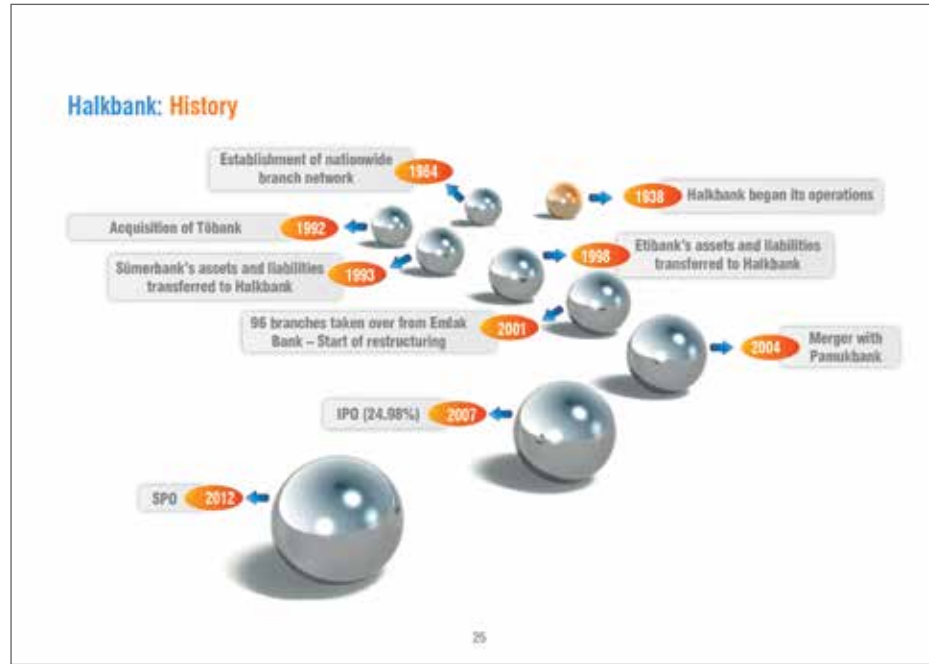 Halkbank: History
Establishment of nationwide
branch network
1964
1938
Halkbank began its operations
Acquisition of Töbank
1992
Sümerbank's assets and liabilities
transferred to Halkbank
1993
1998
Etibank's assets and liabilities
transferred to Halkbank
96 branches taken over from Emlak
Bank – Start of restructuring
2001
2004
Merger with
Pamukbank
IPO (24.98%)
2007
SPO
2012
25